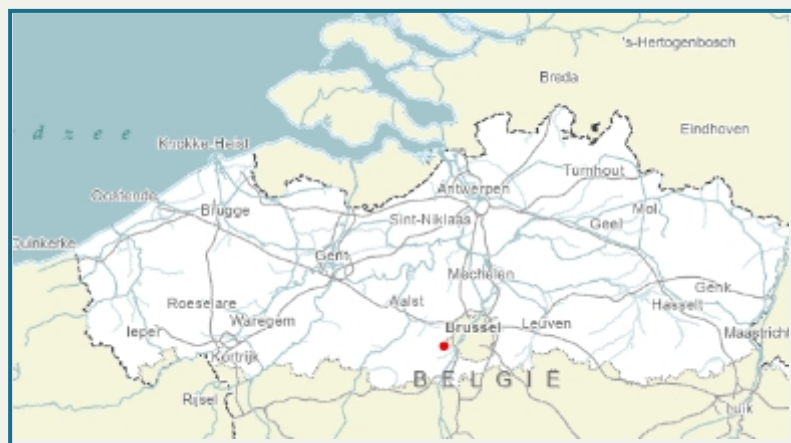 's-Hertogenbosch
Breda
Eindhoven
d z e e
Knokke-Heist
Turnhout
Oostende
Antwerpen
Brugge
Sint-Niklaas
Mol
Geel
Duinkerke
Gent
Mechelen
Genk
Roeselare
Aalst
Hasselt
Ieper
Waregem
Brussel
Leuven
Maastricht
Kortrijk
BELGIË
Rijsel
Luik